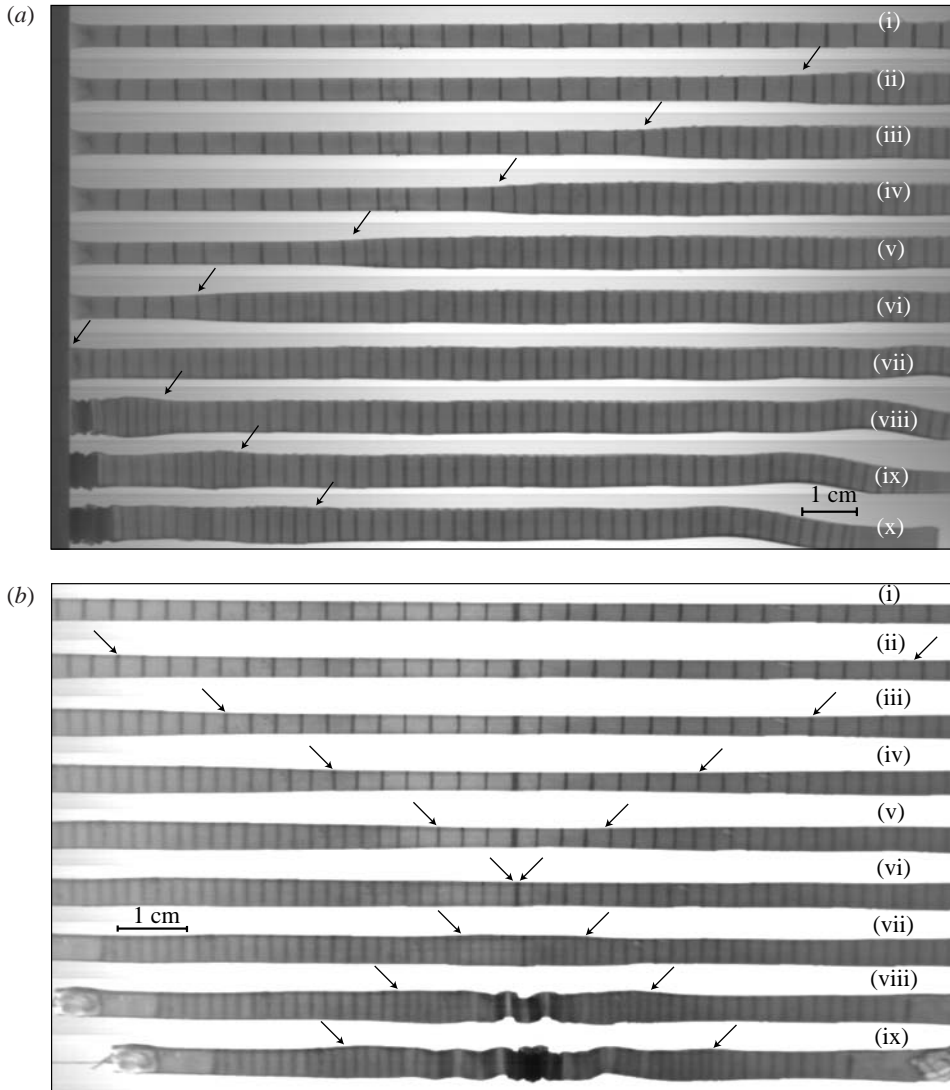 (a)
(i)
(ii)
(iii)
(iv)
(v)
(vi)
(vii)
(viii)
(ix)
1 cm
(x)
(b)
(i)
(ii)
(iii)
(iv)
(v)
(vi)
1 cm
(vii)
(viii)
(ix)